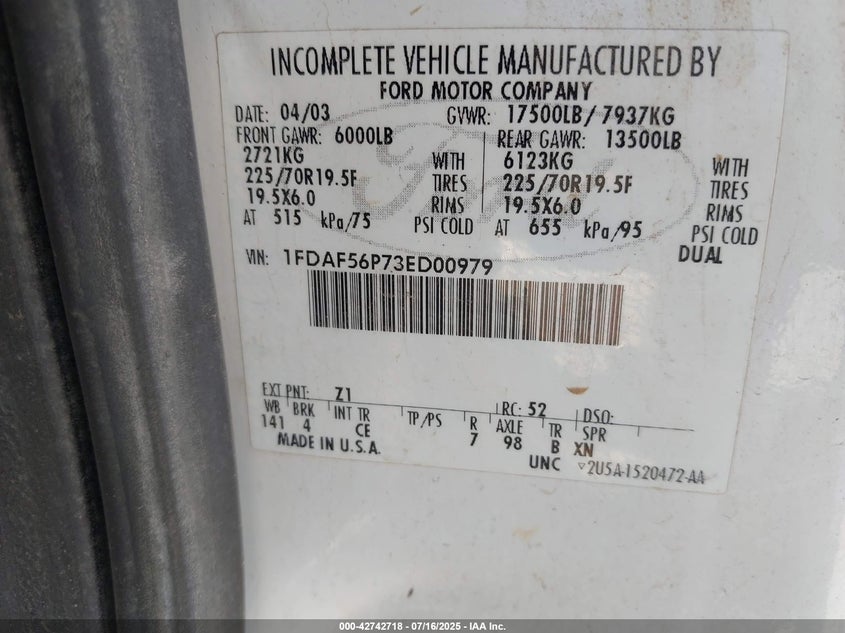 INCOMPLETE VEHICLE MANUFACTURED BY
FORD MOTOR COMPANY
DATE: 04/03 GVWR: 17500LB/ 7937KG
FRONT GAWR: 6000LB REAR GAWR: 13500LB
2721KG WITH 6123KG WITH
225/70R19.5F TIRES 225/70R19.5F TIRES
19.5X6.0 RIMS 19.5X6.0 RIMS
AT 515 kPa/75 PSI COLD AT 655 kPa/95 PSI COLD
DUAL
VIN: 1FDAF56P73ED00979
Ford
EXT PNT: Z1 RC: 52 DSO:
WB BRK INT TR TP/PS R AXLE TR SPR
141 4 CE 7 98 B XN
MADE IN U.S.A. UNC ▽2U5A-1520472-AA
000-42742718 - 07/16/2025 - IAA Inc.